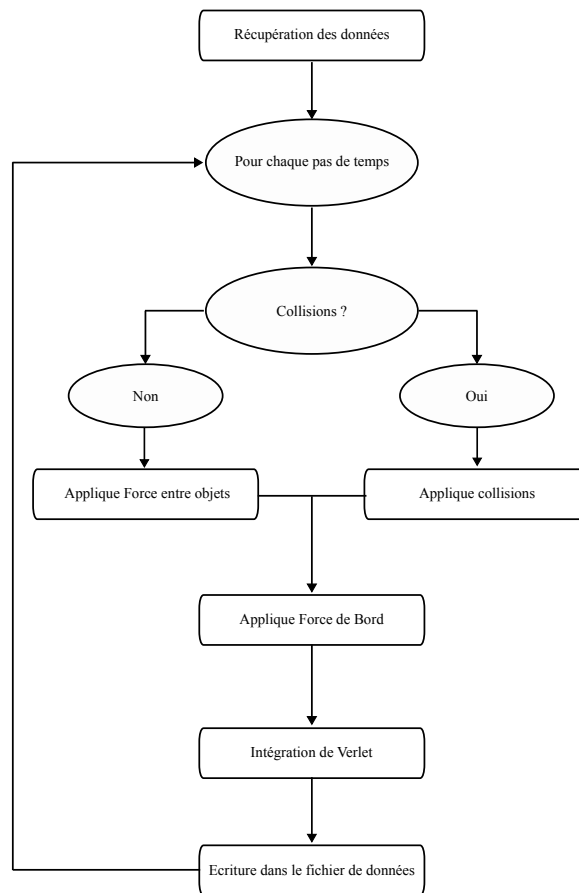 Récupération des données
Pour chaque pas de temps
Collisions ?
Non
Oui
Applique Force entre objets
Applique collisions
Applique Force de Bord
Intégration de Verlet
Ecriture dans le fichier de données